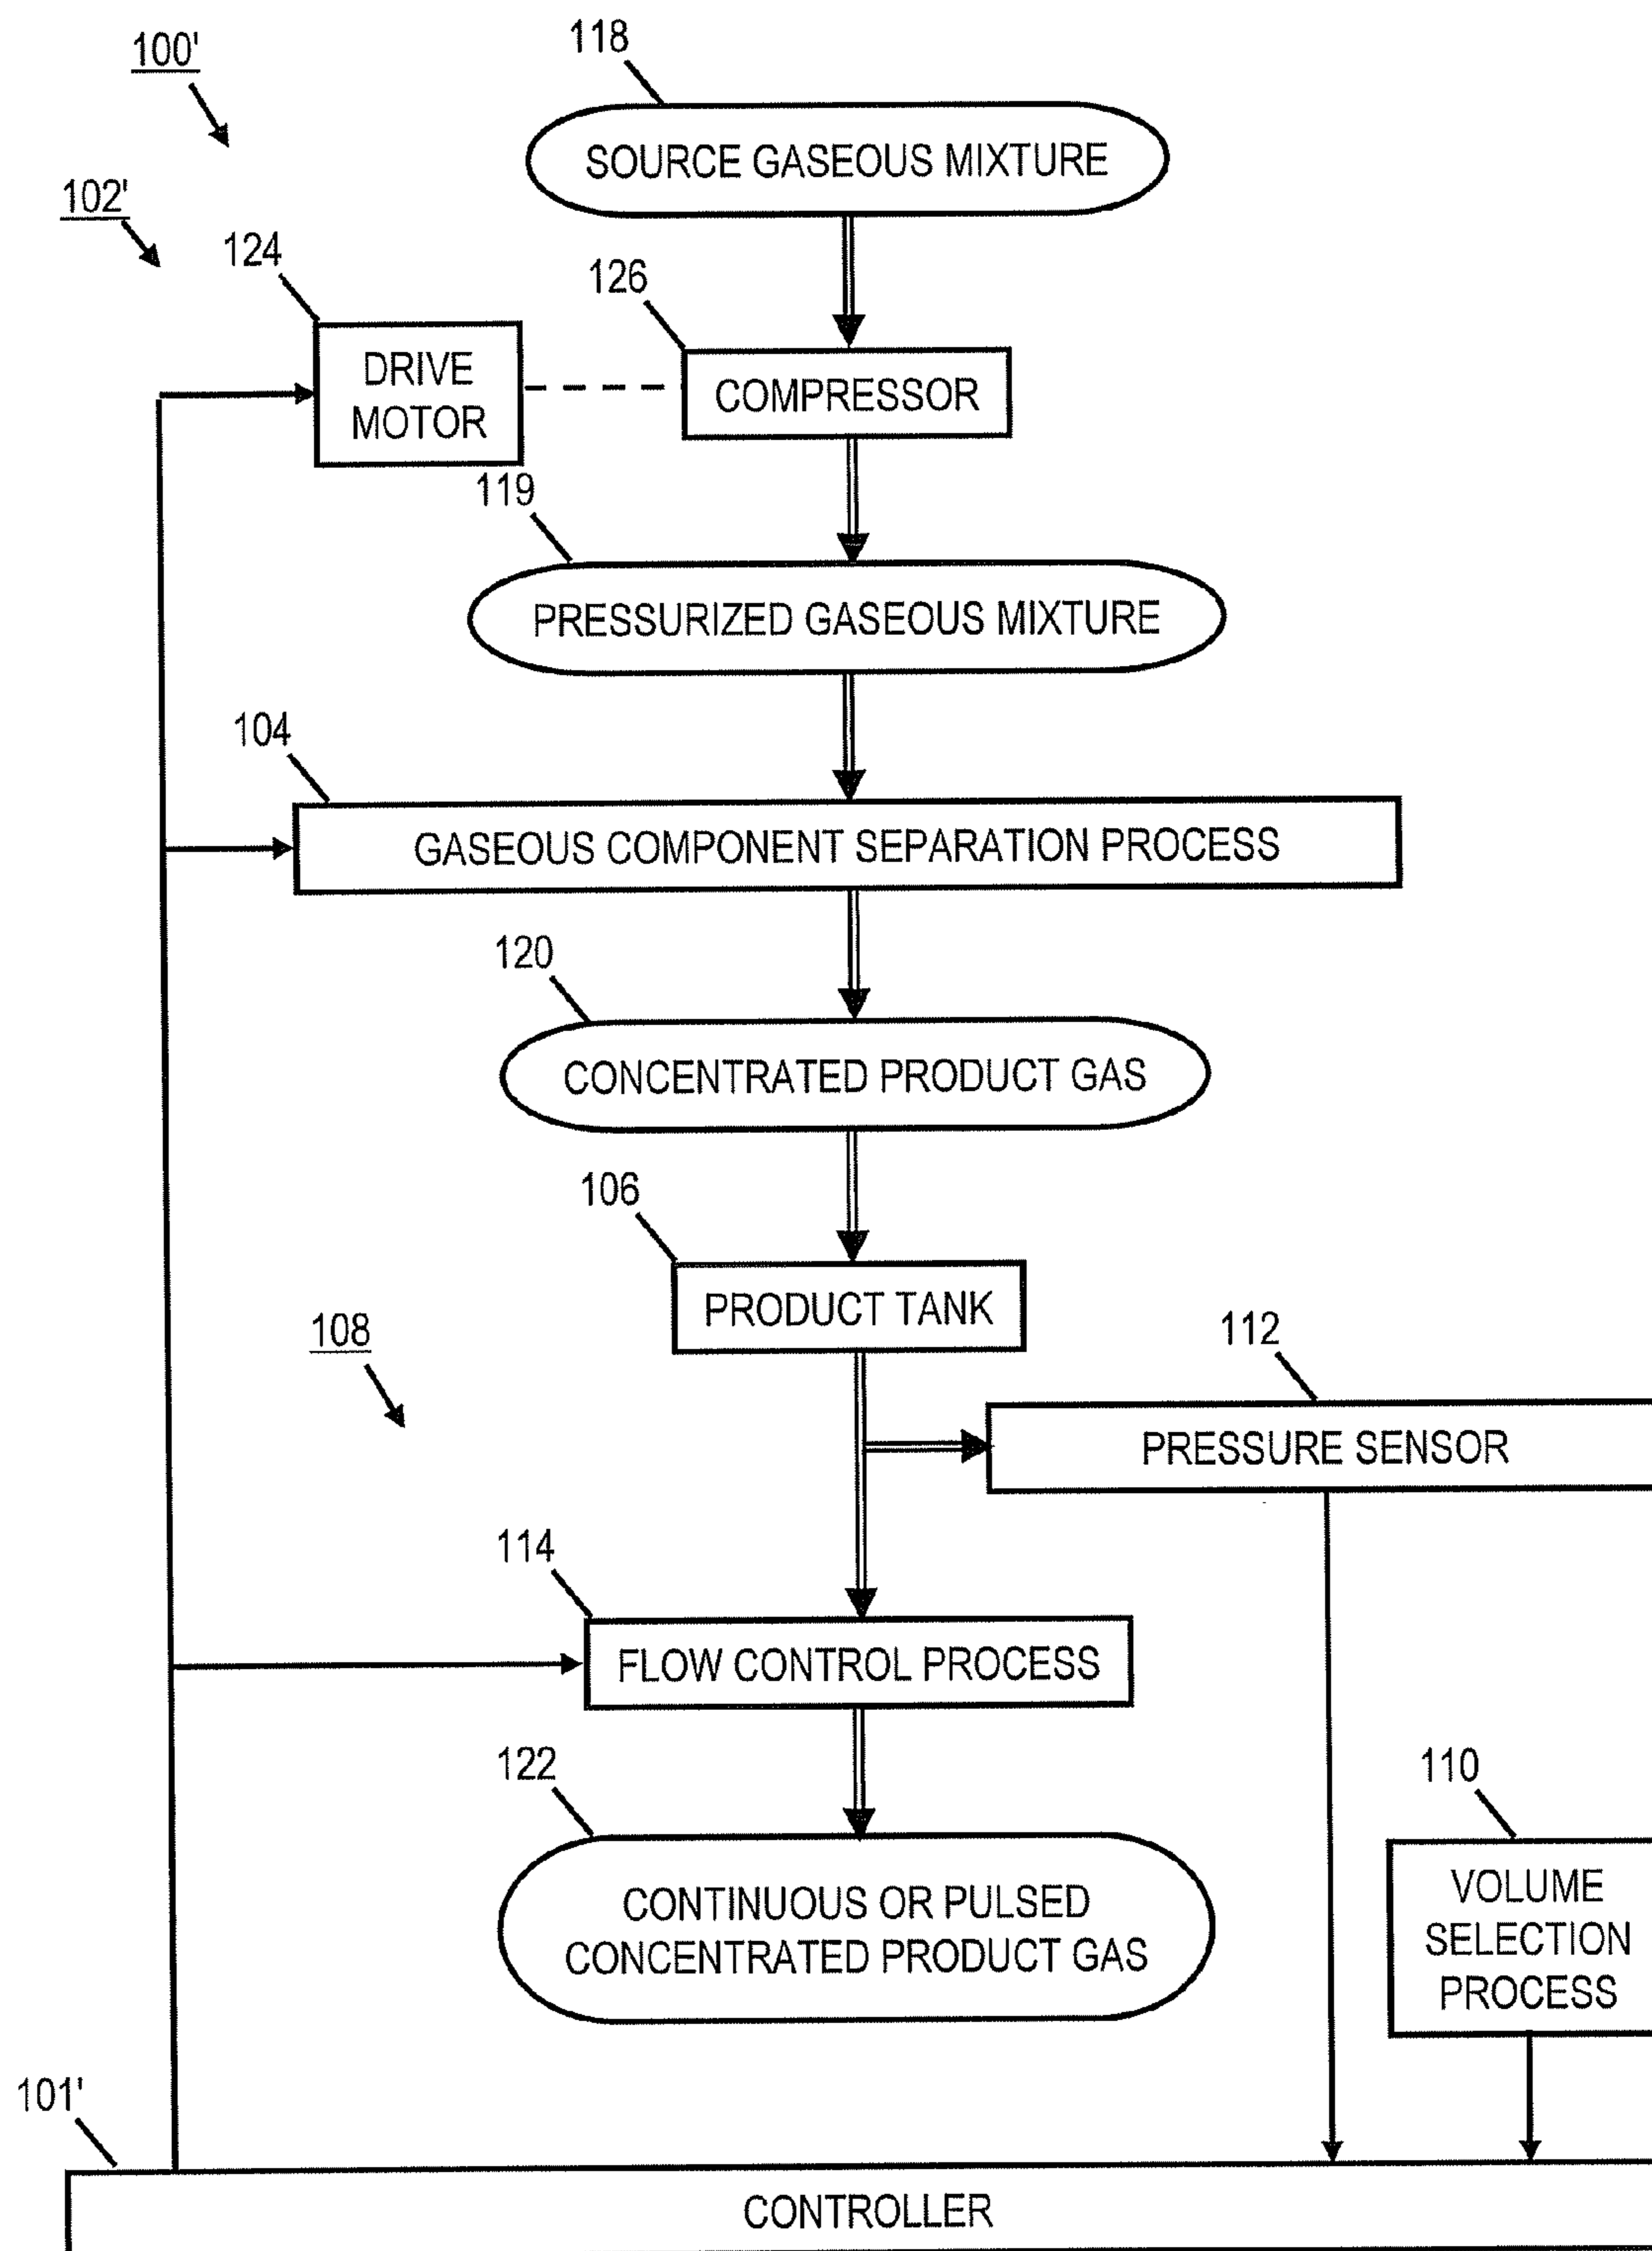 100'
118
SOURCE GASEOUS MIXTURE
102'
124
126
DRIVE
MOTOR
COMPRESSOR
119
PRESSURIZED GASEOUS MIXTURE
104
GASEOUS COMPONENT SEPARATION PROCESS
120
CONCENTRATED PRODUCT GAS
106
PRODUCT TANK
108
112
PRESSURE SENSOR
114
FLOW CONTROL PROCESS
122
CONTINUOUS OR PULSED
CONCENTRATED PRODUCT GAS
110
VOLUME
SELECTION
PROCESS
101'
CONTROLLER